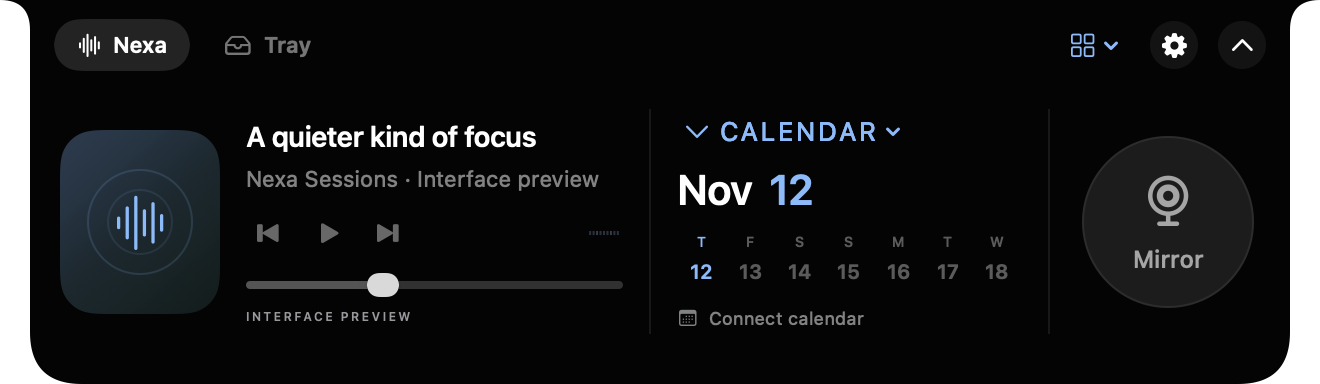 Nexa
Tray
A quieter kind of focus
Nexa Sessions · Interface preview
INTERFACE PREVIEW
CALENDAR
Nov 12
T F S S M T W
12 13 14 15 16 17 18
Connect calendar
Mirror